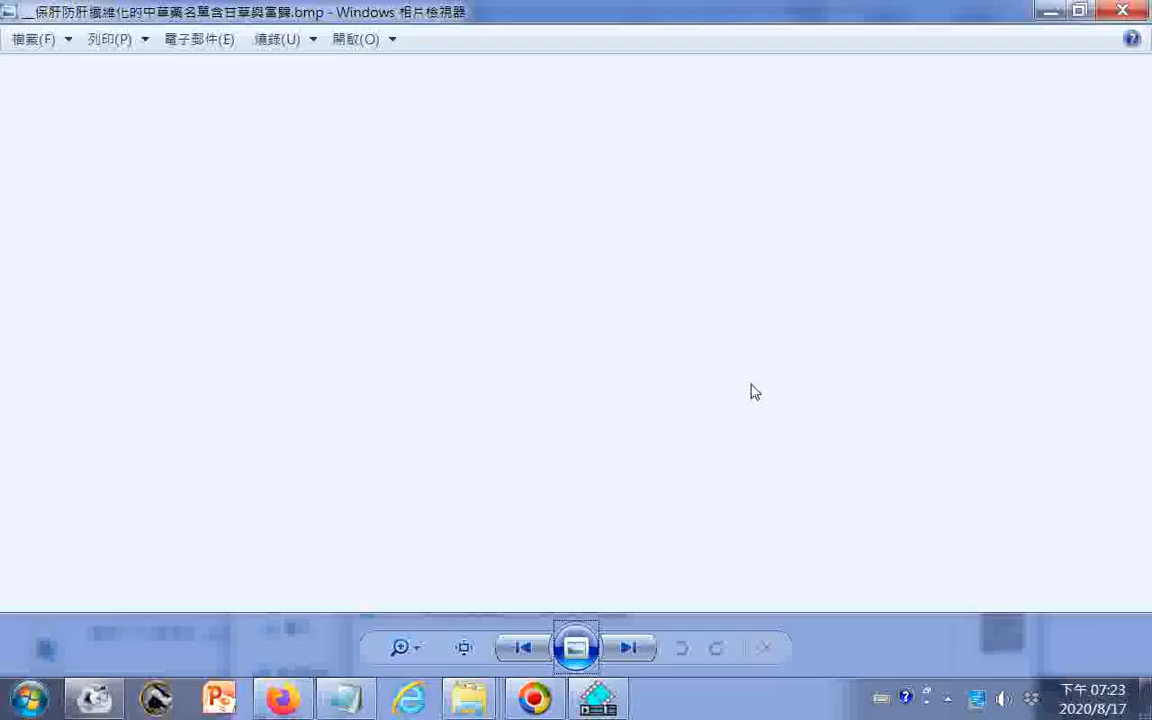 __保肝防肝纖維化的中華藥名單含甘草與當歸.bmp - Windows 相片檢視器
檔案(F) 列印(P) 電子郵件(E) 燒錄(U) 開啟(O)
下午 07:23
2020/8/17